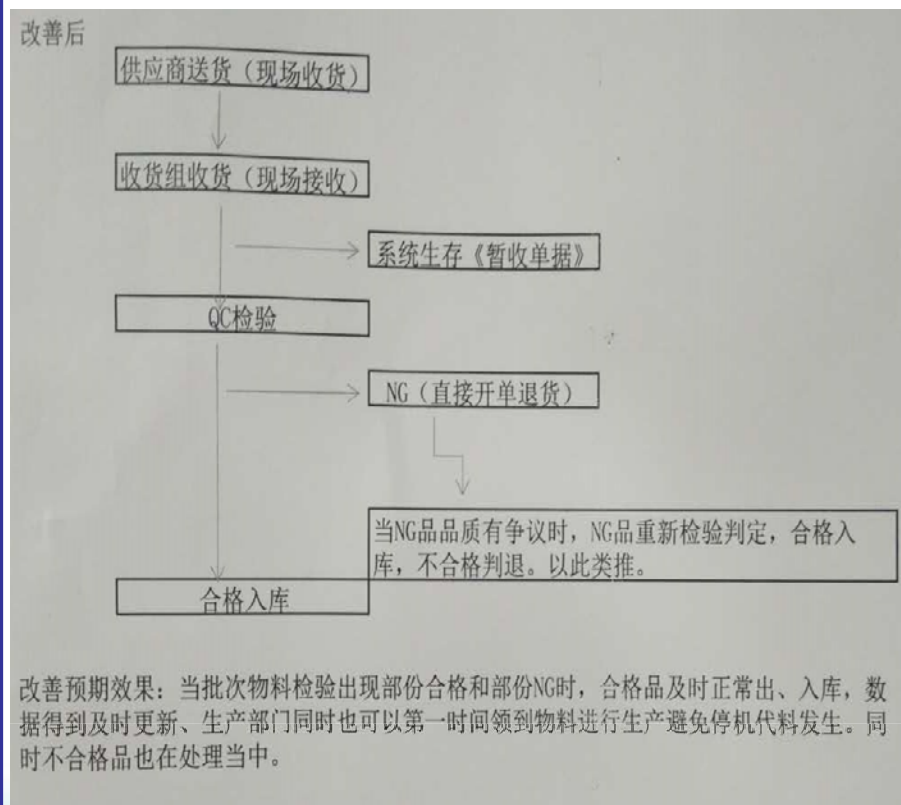 改善后
供应商送货（现场收货）
收货组收货（现场接收）
系统生存《暂收单据》
QC检验
NG（直接开单退货）
当NG品品质有争议时，NG品重新检验判定，合格入
库，不合格判退。以此类推。
合格入库
改善预期效果：当批次物料检验出现部份合格和部份NG时，合格品及时正常出、入库，数
据得到及时更新、生产部门同时也可以第一时间领到物料进行生产避免停机代料发生。同
时不合格品也在处理当中。